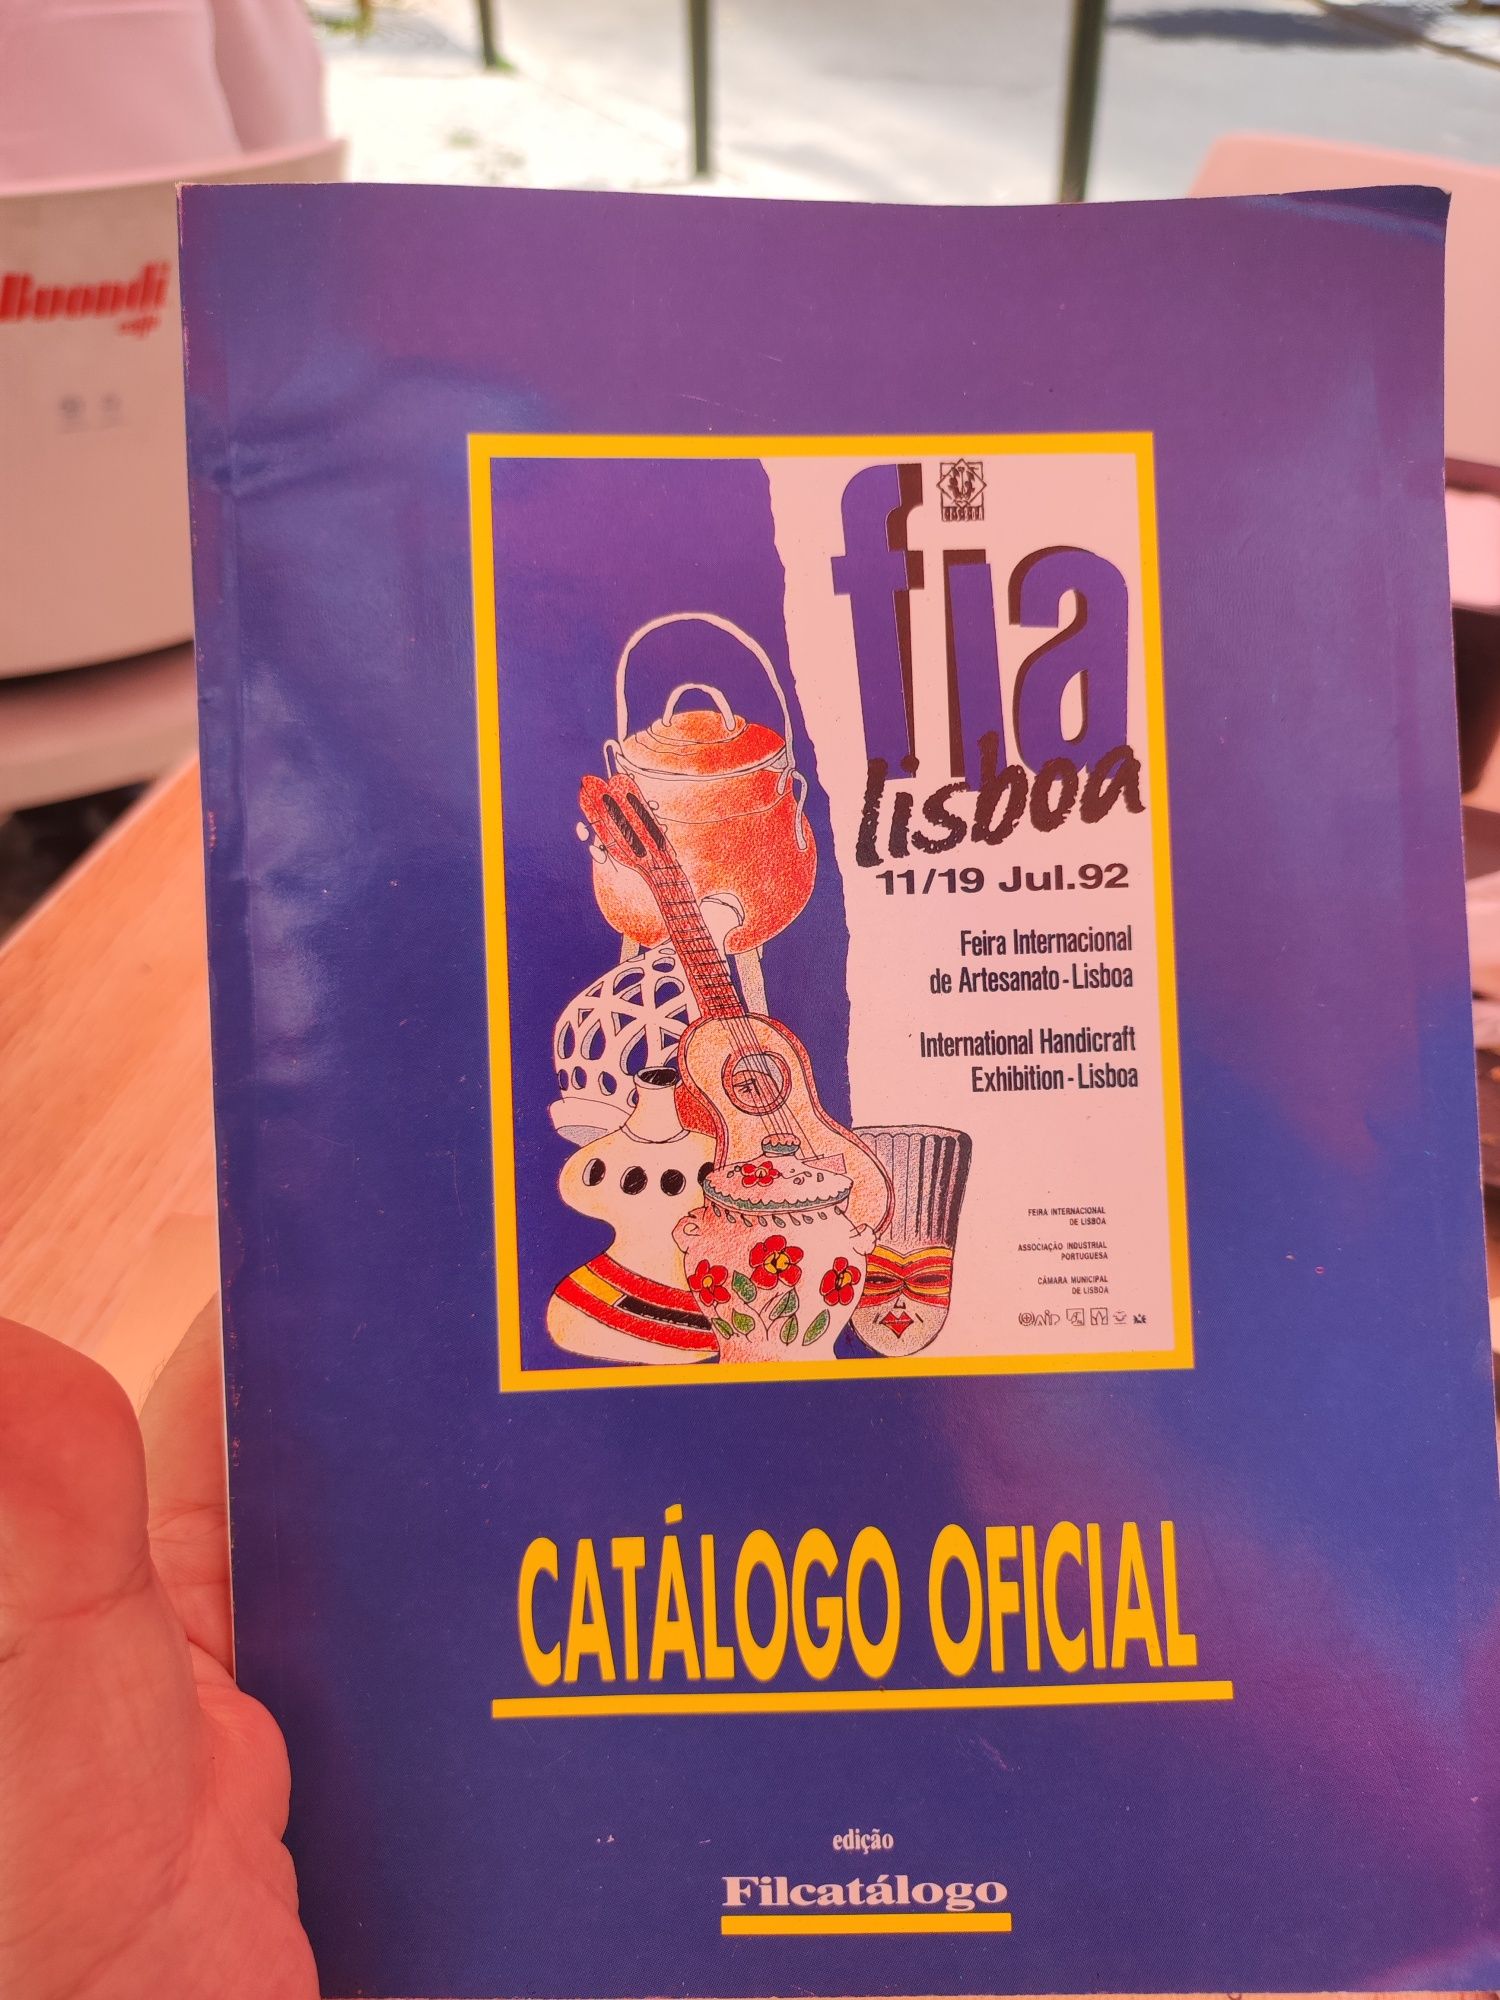 Buondi
caffè
fia
lisboa
11/19 Jul.92
Feira Internacional
de Artesanato - Lisboa
International Handicraft
Exhibition - Lisboa
FEIRA INTERNACIONAL
DE LISBOA
ASSOCIAÇÃO INDUSTRIAL
PORTUGUESA
CÂMARA MUNICIPAL
DE LISBOA
CATÁLOGO OFICIAL
edição
Filcatálogo